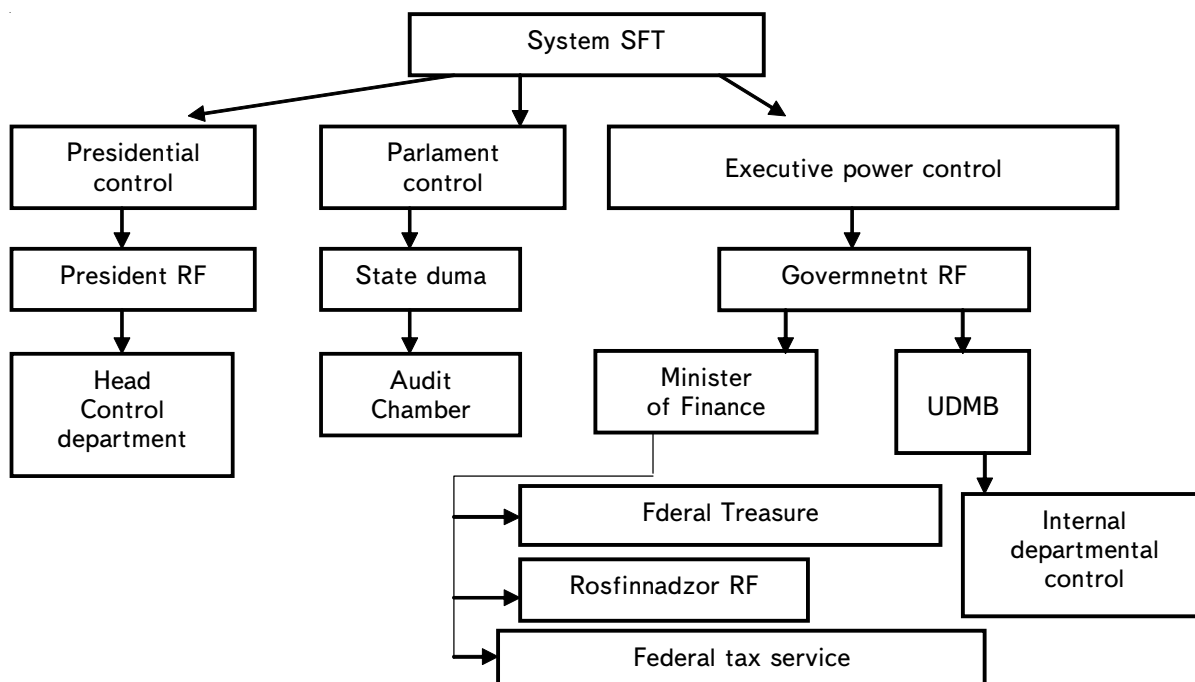 System SFT
Presidential
control
Parlament
control
Executive power control
President RF
State duma
Govermnetnt RF
Head
Control
department
Audit
Chamber
Minister
of Finance
UDMB
Fderal Treasure
Internal
departmental
control
Rosfinnadzor RF
Federal tax service